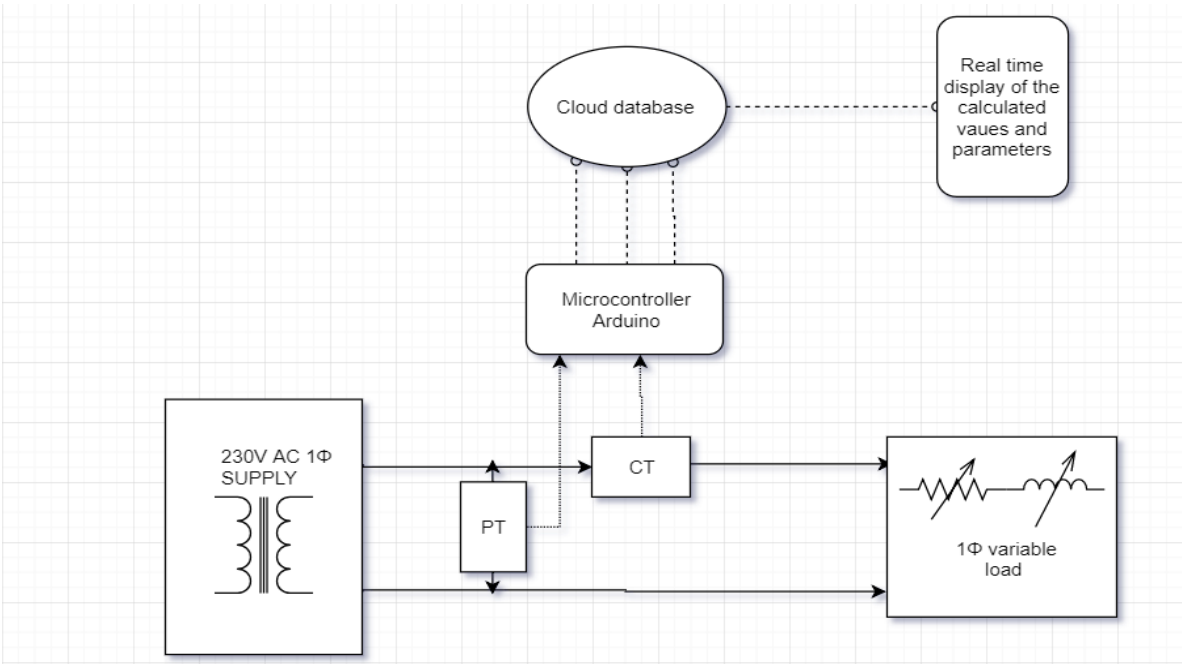 Cloud database
Real time
display of the
calculated
vaues and
parameters
Microcontroller
Arduino
230V AC 1Φ
SUPPLY
CT
PT
1Φ variable
load